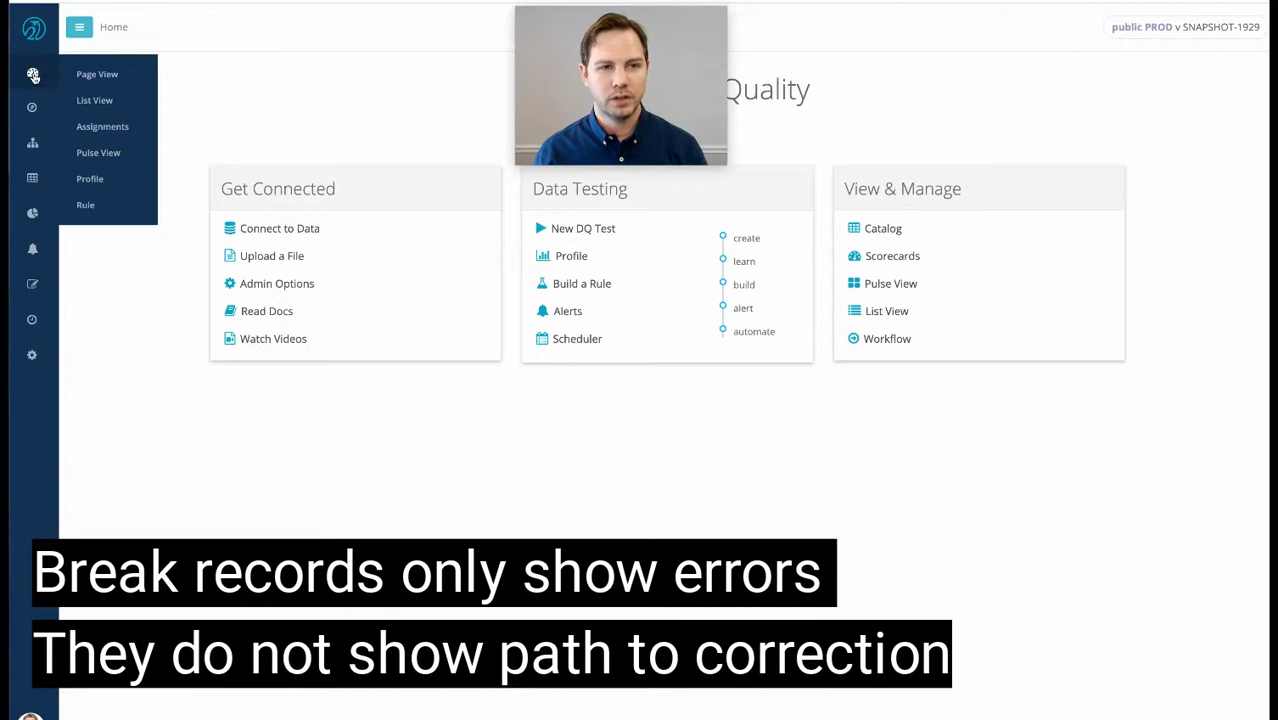 Home
public PROD v SNAPSHOT-1929
Page View
List View
Assignments
Pulse View
Profile
Rule
Quality
Get Connected
Connect to Data
Upload a File
Admin Options
Read Docs
Watch Videos
Data Testing
New DQ Test
Profile
Build a Rule
Alerts
Scheduler
create
learn
build
alert
automate
View & Manage
Catalog
Scorecards
Pulse View
List View
Workflow
Break records only show errors
They do not show path to correction